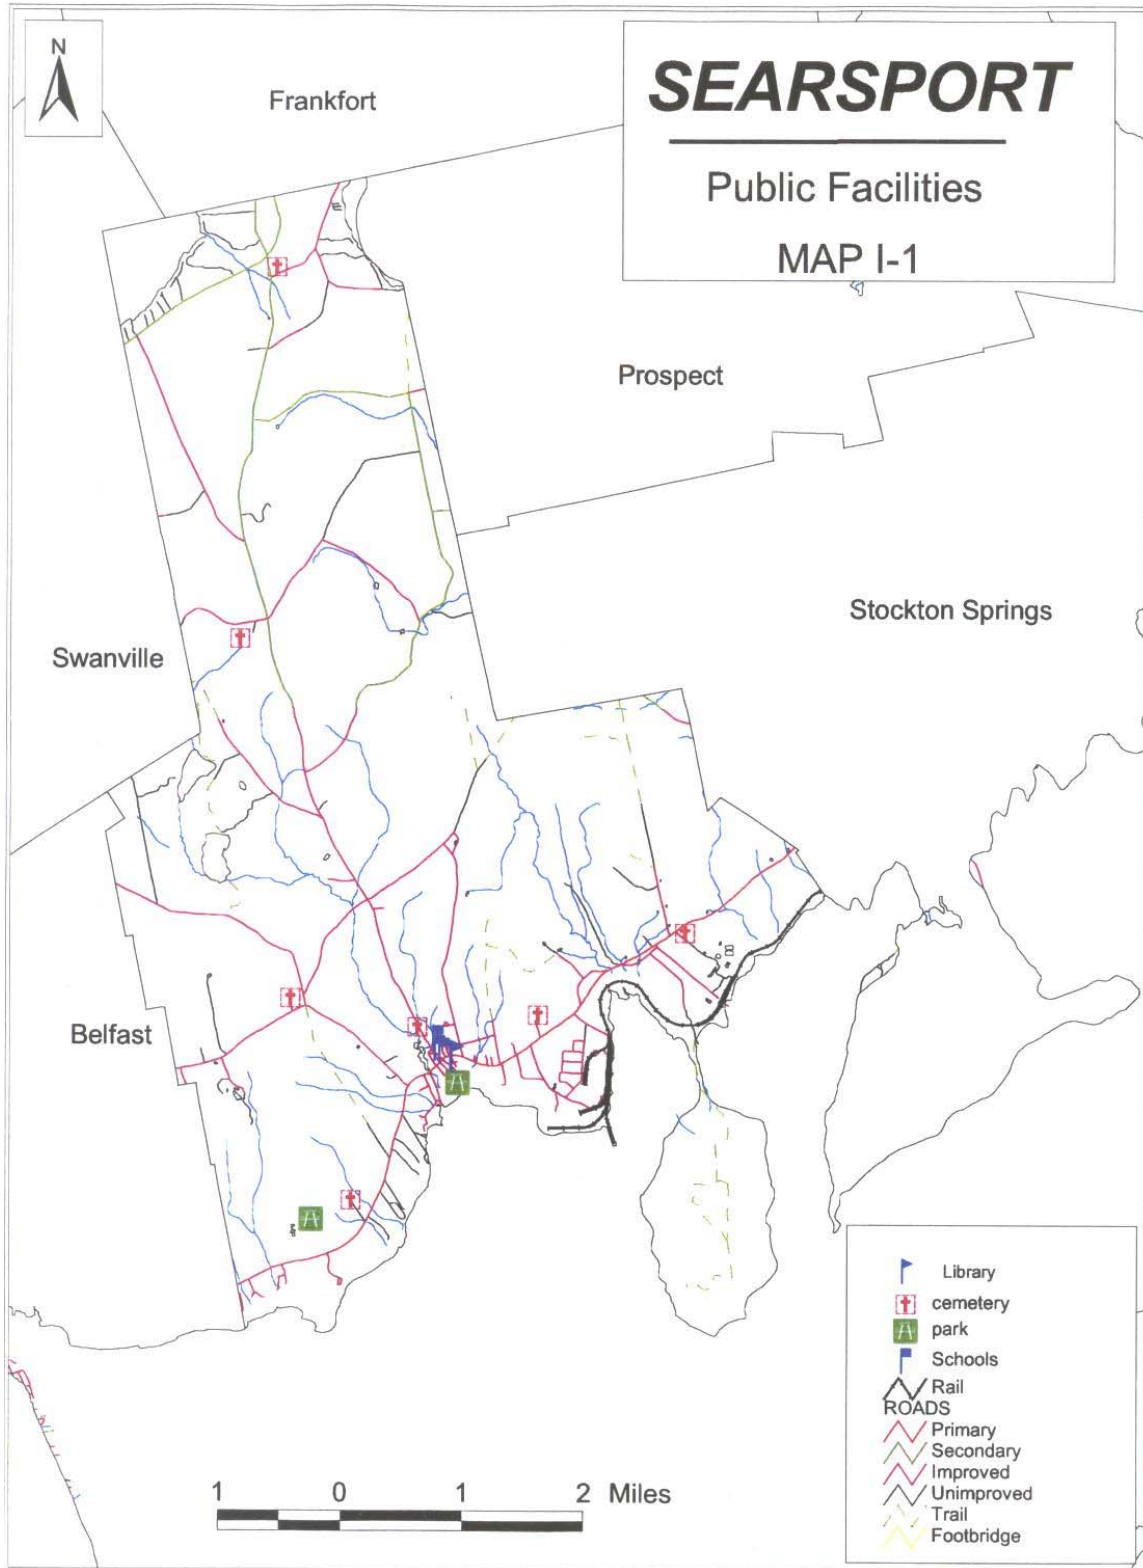 N
SEARSPORT
Public Facilities
MAP I-1
Frankfort
Prospect
Stockton Springs
Swanville
Belfast
Library
cemetery
park
Schools
Rail
ROADS
Primary
Secondary
Improved
Unimproved
Trail
Footbridge
1 0 1 2 Miles